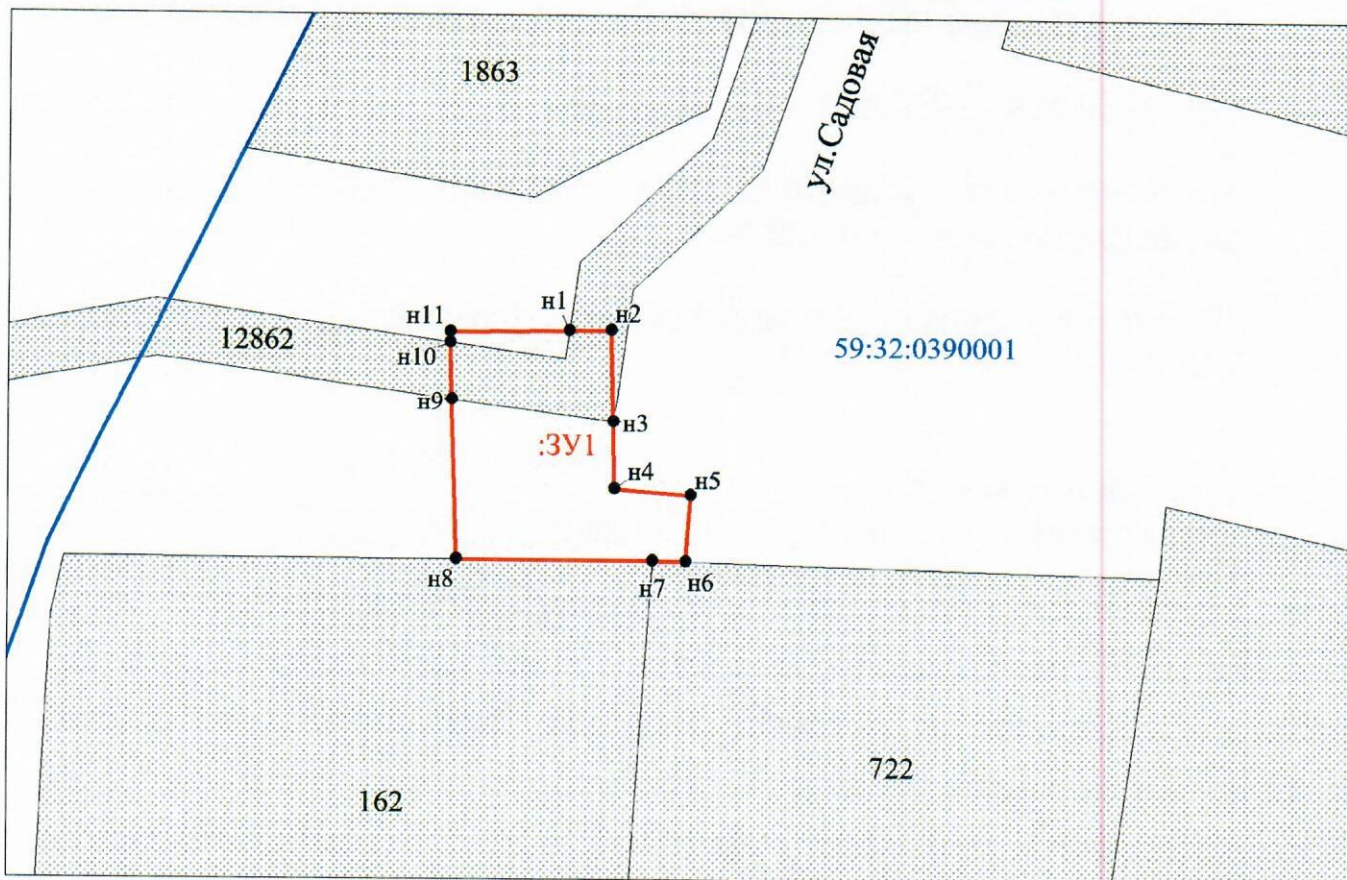 1863
ул.Садовая
н11
н1
н2
12862
н10
59:32:0390001
н9
н3
:ЗУ1
н4
н5
н8
н7
н6
722
162